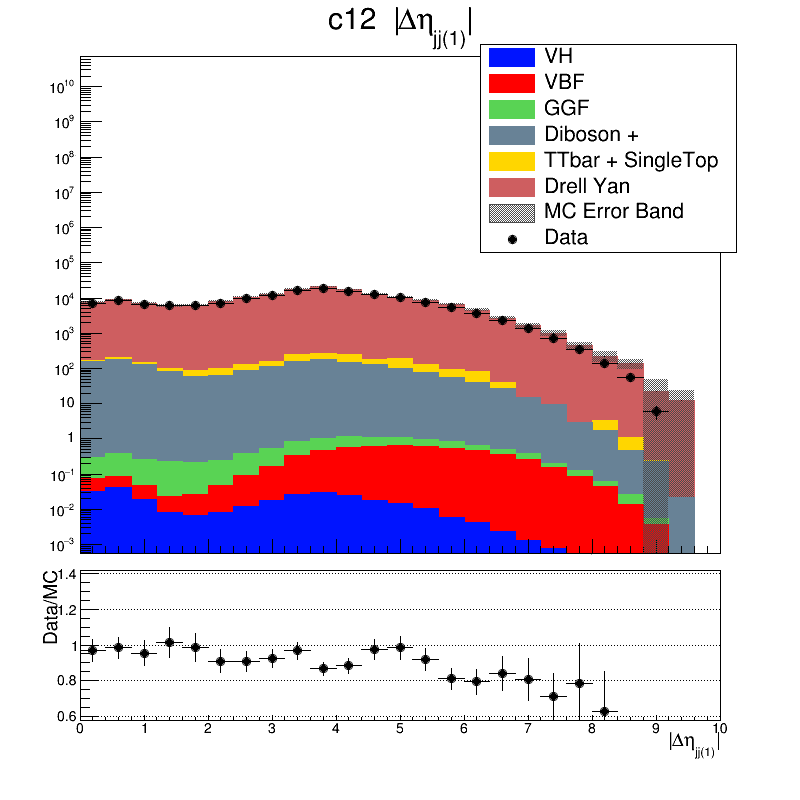 c12 |Δη_jj(1)|
VH
VBF
GGF
Diboson +
TTbar + SingleTop
Drell Yan
MC Error Band
Data
10^10
10^9
10^8
10^7
10^6
10^5
10^4
10^3
10^2
10
1
10^-1
10^-2
10^-3
Data/MC
1.4
1.2
1
0.8
0.6
0 1 2 3 4 5 6 7 8 9 10
|Δη_jj(1)|